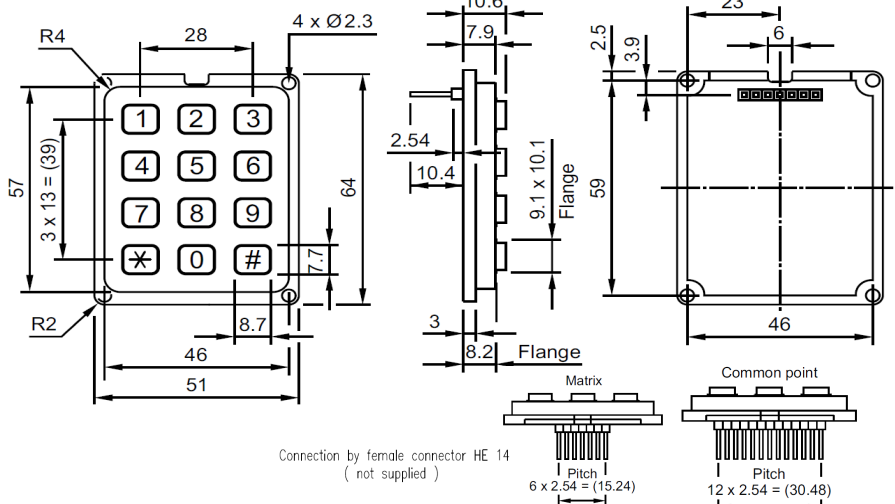 10.6
23
4 x Ø2.3
R4
28
7.9
2.5
3.9
6
1
2
3
2.54
4
5
6
57
3 x 13 = (39)
64
10.4
9.1 x 10.1
Flange
59
7
8
9
*
0
#
7.7
R2
8.7
3
46
46
8.2
Flange
51
Matrix
Common point
Connection by female connector HE 14
( not supplied )
Pitch
6 x 2.54 = (15.24)
Pitch
12 x 2.54 = (30.48)